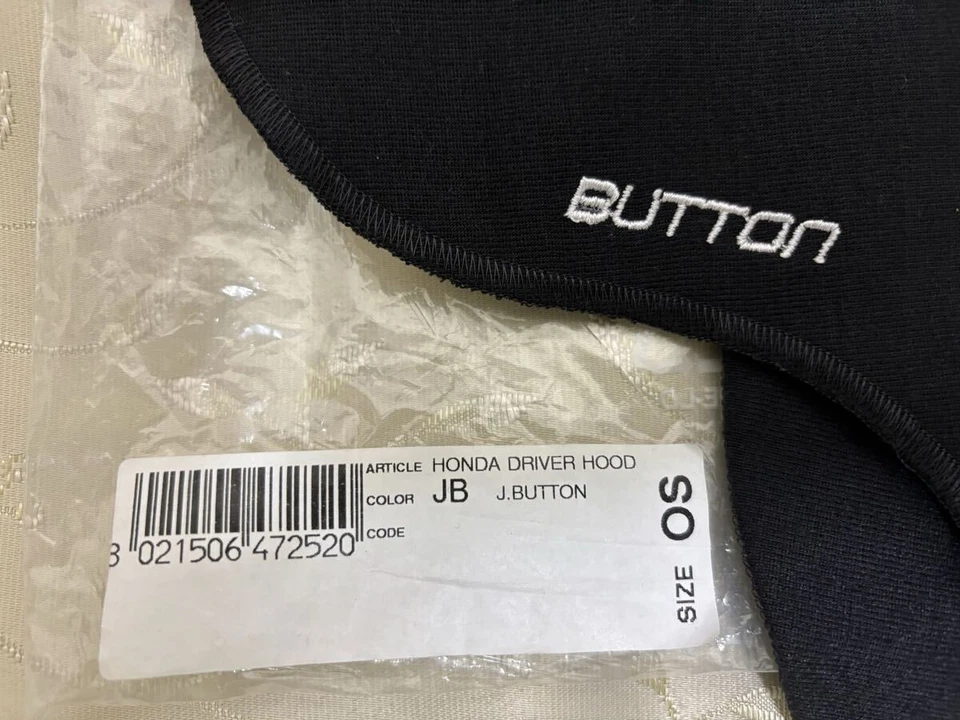 BUTTON
ARTICLE HONDA DRIVER HOOD
COLOR JB J.BUTTON
CODE
8 021506 472520
SIZE OS